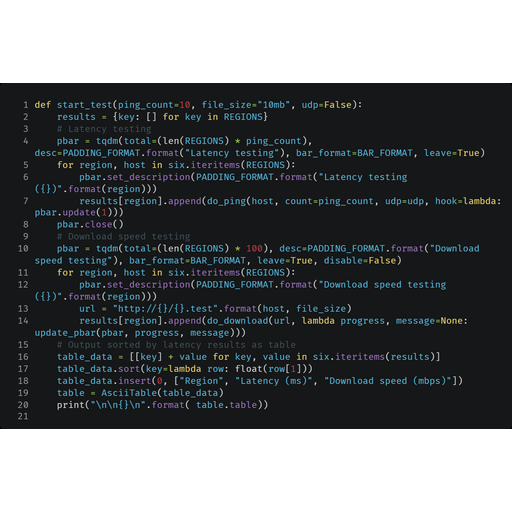 1 def start_test(ping_count=10, file_size="10mb", udp=False):
2     results = {key: [] for key in REGIONS}
3     # Latency testing
4     pbar = tqdm(total=(len(REGIONS) * ping_count),
desc=PADDING_FORMAT.format("Latency testing"), bar_format=BAR_FORMAT, leave=True)
5     for region, host in six.iteritems(REGIONS):
6         pbar.set_description(PADDING_FORMAT.format("Latency testing
({})".format(region)))
7         results[region].append(do_ping(host, count=ping_count, udp=udp, hook=lambda:
pbar.update(1)))
8     pbar.close()
9     # Download speed testing
10     pbar = tqdm(total=(len(REGIONS) * 100), desc=PADDING_FORMAT.format("Download
speed testing"), bar_format=BAR_FORMAT, leave=True, disable=False)
11     for region, host in six.iteritems(REGIONS):
12         pbar.set_description(PADDING_FORMAT.format("Download speed testing
({})".format(region)))
13         url = "http://{}/{}.test".format(host, file_size)
14         results[region].append(do_download(url, lambda progress, message=None:
update_pbar(pbar, progress, message)))
15     # Output sorted by latency results as table
16     table_data = [[key] + value for key, value in six.iteritems(results)]
17     table_data.sort(key=lambda row: float(row[1]))
18     table_data.insert(0, ["Region", "Latency (ms)", "Download speed (mbps)"])
19     table = AsciiTable(table_data)
20     print("\n\n{}\n".format( table.table))
21